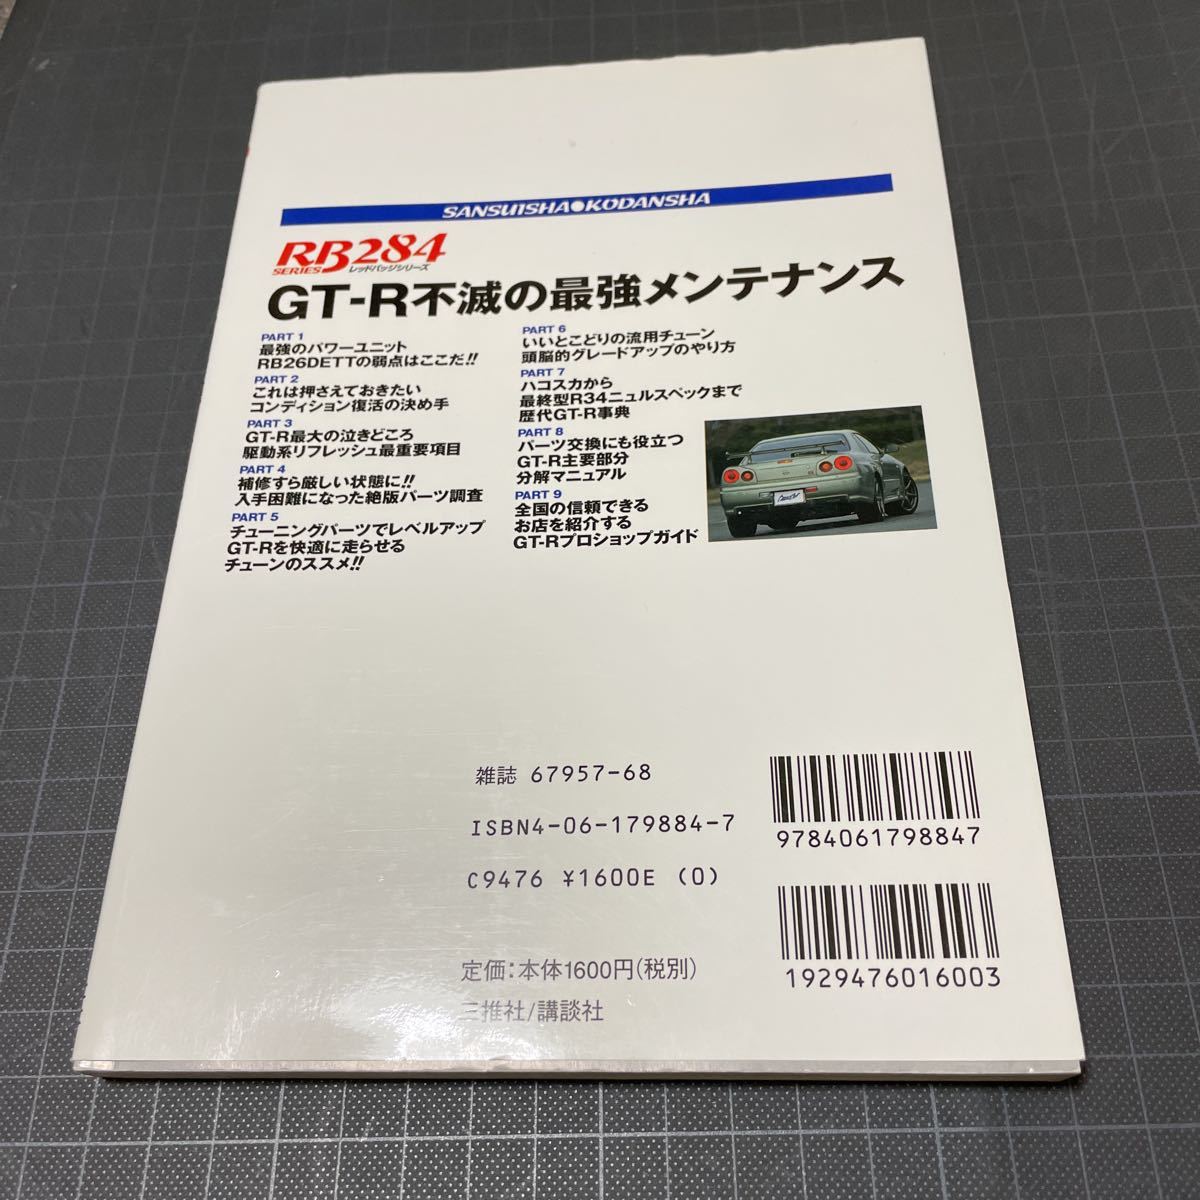 SANSUISHA●KODANSHA
RB284
SERIES レッドバッジシリーズ
GT-R不滅の最強メンテナンス
PART 1
最強のパワーユニット
RB26DETTの弱点はここだ!!
PART 2
これは押さえておきたい
コンディション復活の決め手
PART 3
GT-R最大の泣きどころ
駆動系リフレッシュ最重要項目
PART 4
補修すら厳しい状態に!!
入手困難になった絶版パーツ調査
PART 5
チューニングパーツでレベルアップ
GT-Rを快適に走らせる
チューンのススメ!!
PART 6
いいとこどりの流用チューン
頭脳的グレードアップのやり方
PART 7
ハコスカから
最終型R34ニュルスペックまで
歴代GT-R事典
PART 8
パーツ交換にも役立つ
GT-R主要部分
分解マニュアル
PART 9
全国の信頼できる
お店を紹介する
GT-Rプロショップガイド
雑誌 67957-68
ISBN4-06-179884-7
C9476 ¥1600E (0)
定価:本体1600円(税別)
三推社/講談社
9784061798847
1929476016003